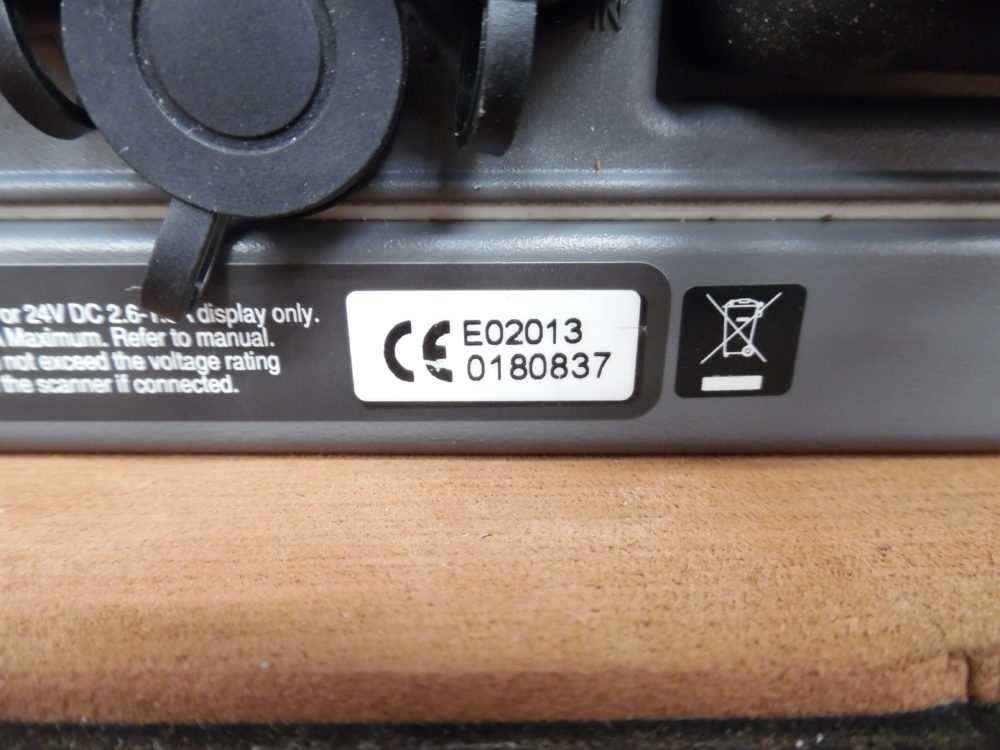 IN
or 24V DC 2.6- display only.
Maximum. Refer to manual.
not exceed the voltage rating
the scanner if connected.
CE E02013
0180837